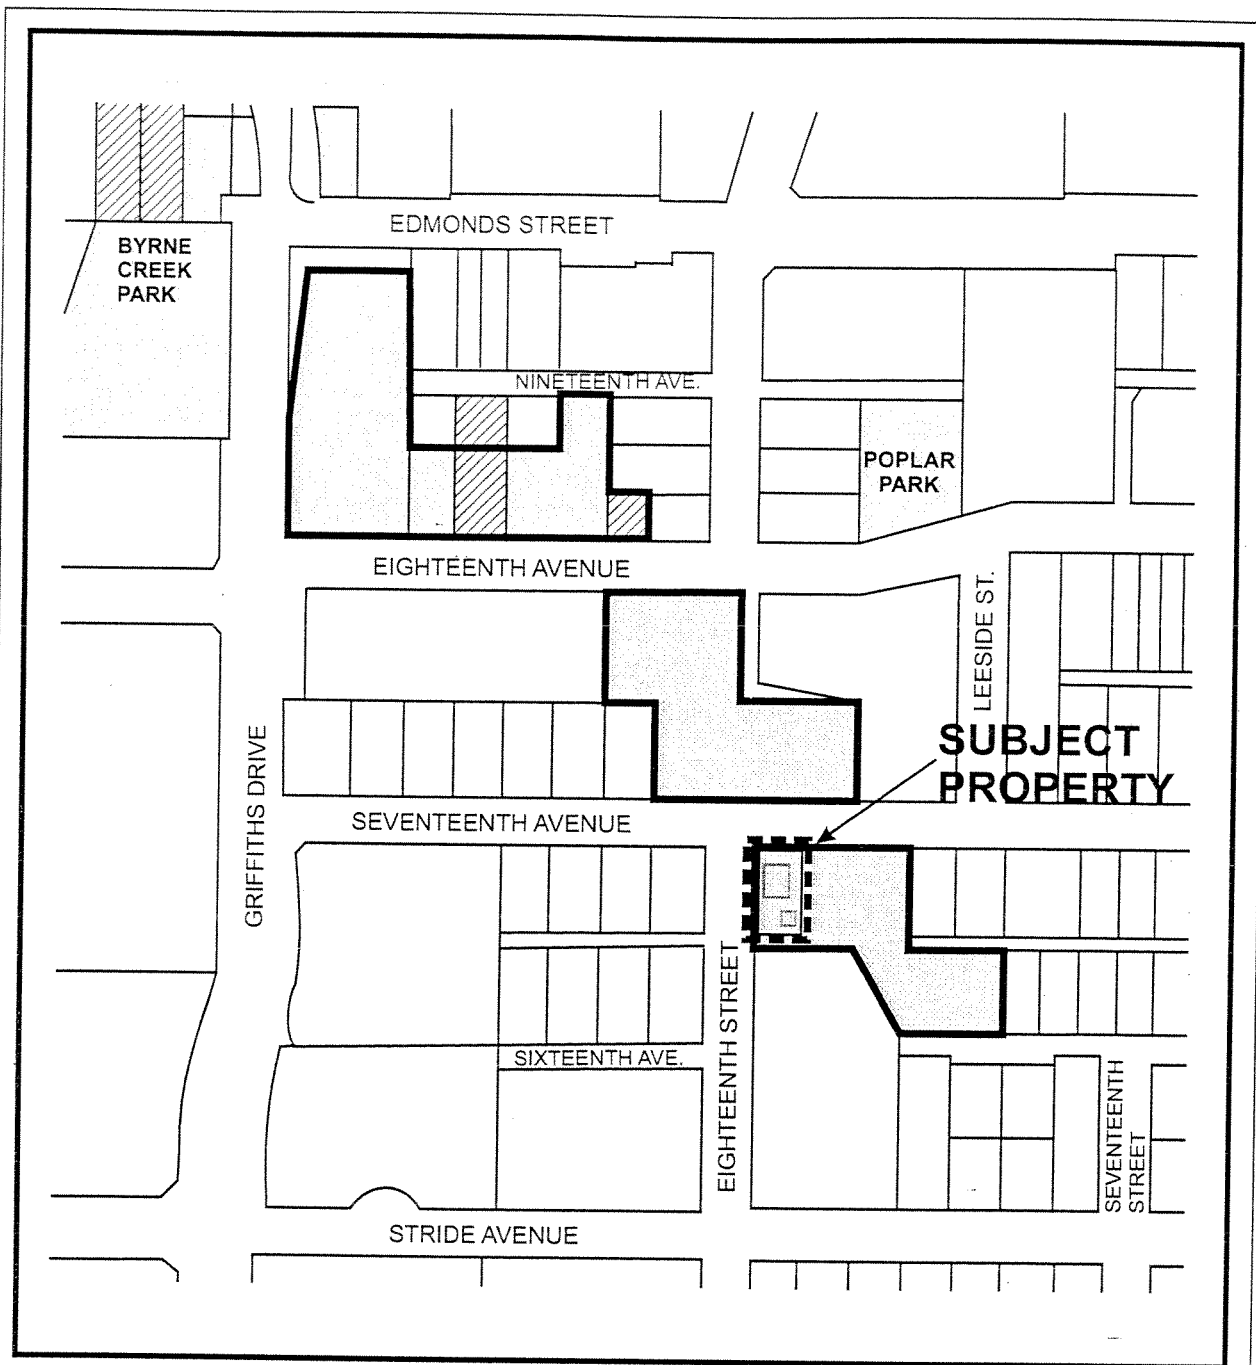 EDMONDS STREET
BYRNE
CREEK
PARK
NINETEENTH AVE.
POPLAR
PARK
EIGHTEENTH AVENUE
LEESIDE ST.
SUBJECT
PROPERTY
GRIFFITHS DRIVE
SEVENTEENTH AVENUE
EIGHTEENTH STREET
SIXTEENTH AVE.
SEVENTEENTH
STREET
STRIDE AVENUE